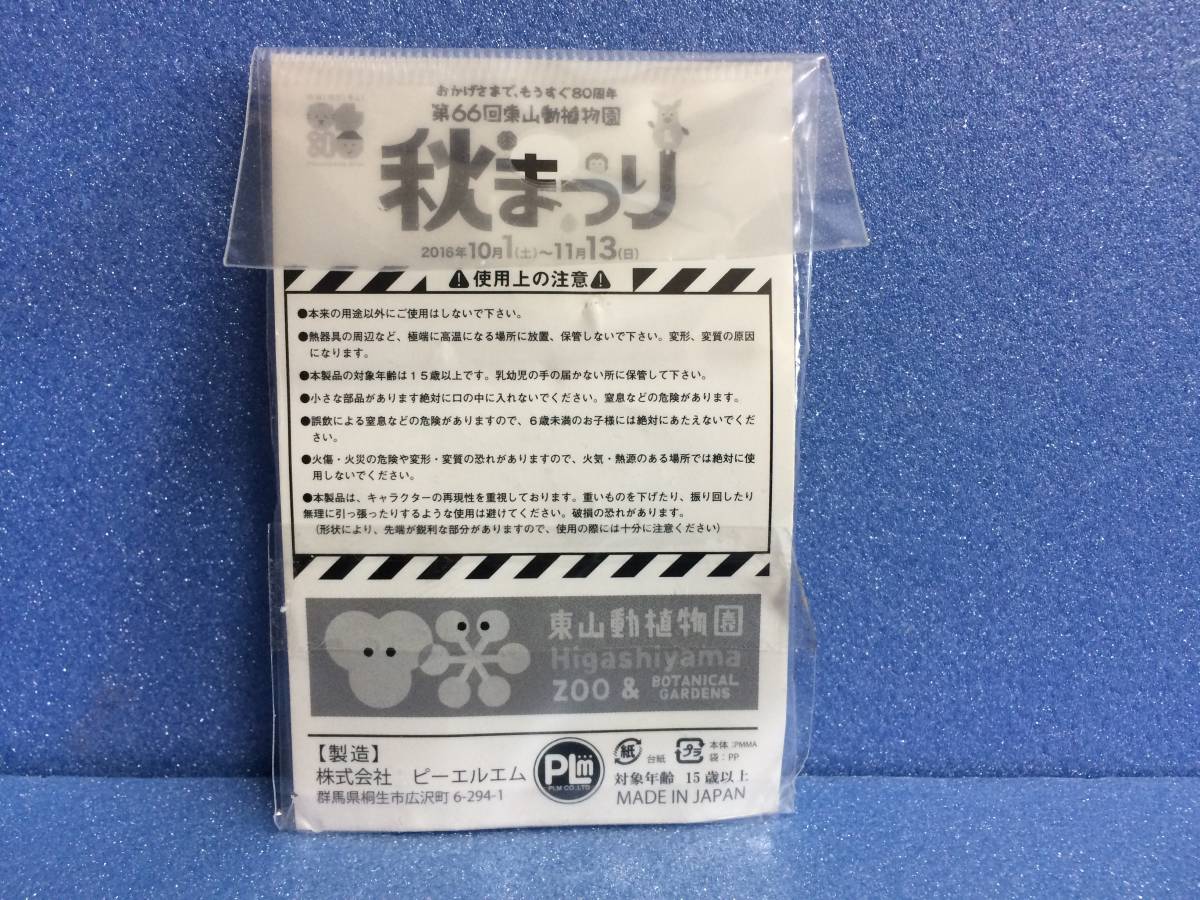 おかげさまで、もうすぐ80周年
第66回東山動植物園
秋まつり
2016年10月1(土)～11月13(日)
使用上の注意
●本来の用途以外にご使用はしないで下さい。
●熱器具の周辺など、極端に高温になる場所に放置、保管しないで下さい。変形、変質の原因
になります。
●本製品の対象年齢は１５歳以上です。乳幼児の手の届かない所に保管して下さい。
●小さな部品があります絶対に口の中に入れないでください。窒息などの危険があります。
●誤飲による窒息などの危険がありますので、６歳未満のお子様には絶対にあたえないでくだ
さい。
●火傷・火災の危険や変形・変質の恐れがありますので、火気・熱源のある場所では絶対に使
用しないでください。
●本製品は、キャラクターの再現性を重視しております。重いものを下げたり、振り回したり
無理に引っ張ったりするような使用は避けてください。破損の恐れがあります。
（形状により、先端が鋭利な部分がありますので、使用の際には十分に注意ください）
東山動植物園
Higashiyama
ZOO & BOTANICAL GARDENS
【製造】
株式会社 ピーエルエム
群馬県桐生市広沢町 6-294-1
PLm
PLM CO.,LTD
紙 台紙
プラ 本体：PMMA
袋：PP
対象年齢 15歳以上
MADE IN JAPAN